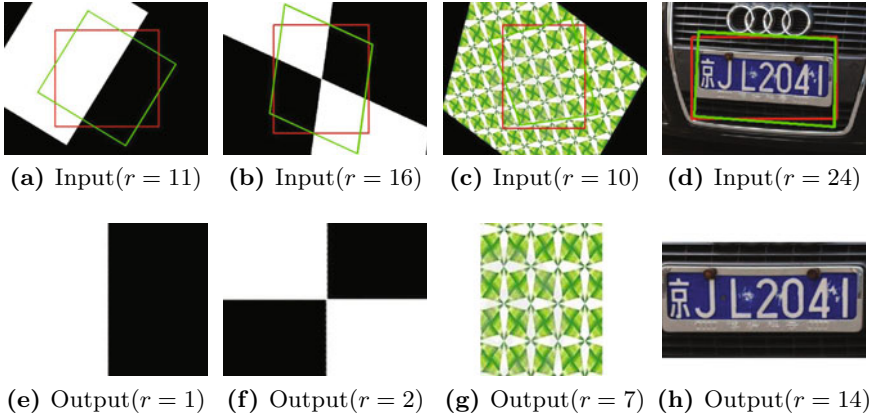 京JL2041
(a) Input(r = 11) (b) Input(r = 16) (c) Input(r = 10) (d) Input(r = 24)
京JL2041
(e) Output(r = 1) (f) Output(r = 2) (g) Output(r = 7) (h) Output(r = 14)